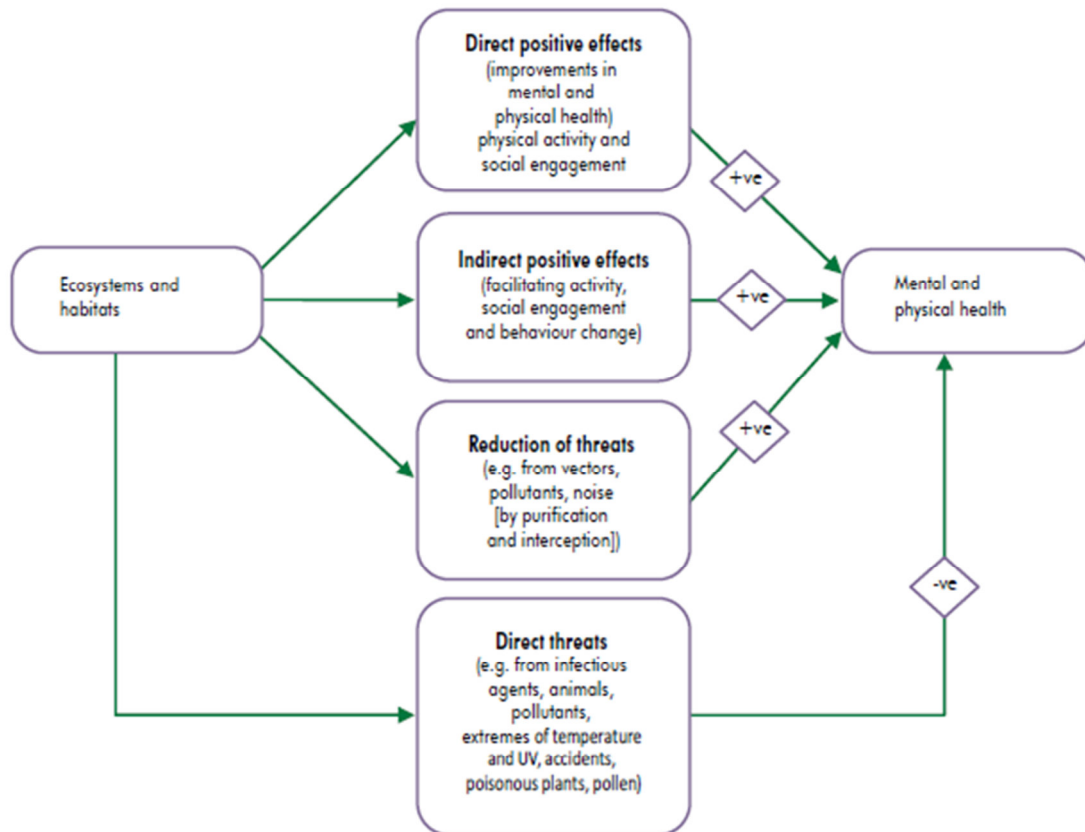 Direct positive effects
(improvements in
mental and
physical health)
physical activity and
social engagement
+ve
Ecosystems and
habitats
Indirect positive effects
(facilitating activity,
social engagement
and behaviour change)
+ve
Mental and
physical health
Reduction of threats
(e.g. from vectors,
pollutants, noise
[by purification
and interception])
+ve
Direct threats
(e.g. from infectious
agents, animals,
pollutants,
extremes of temperature
and UV, accidents,
poisonous plants, pollen)
-ve